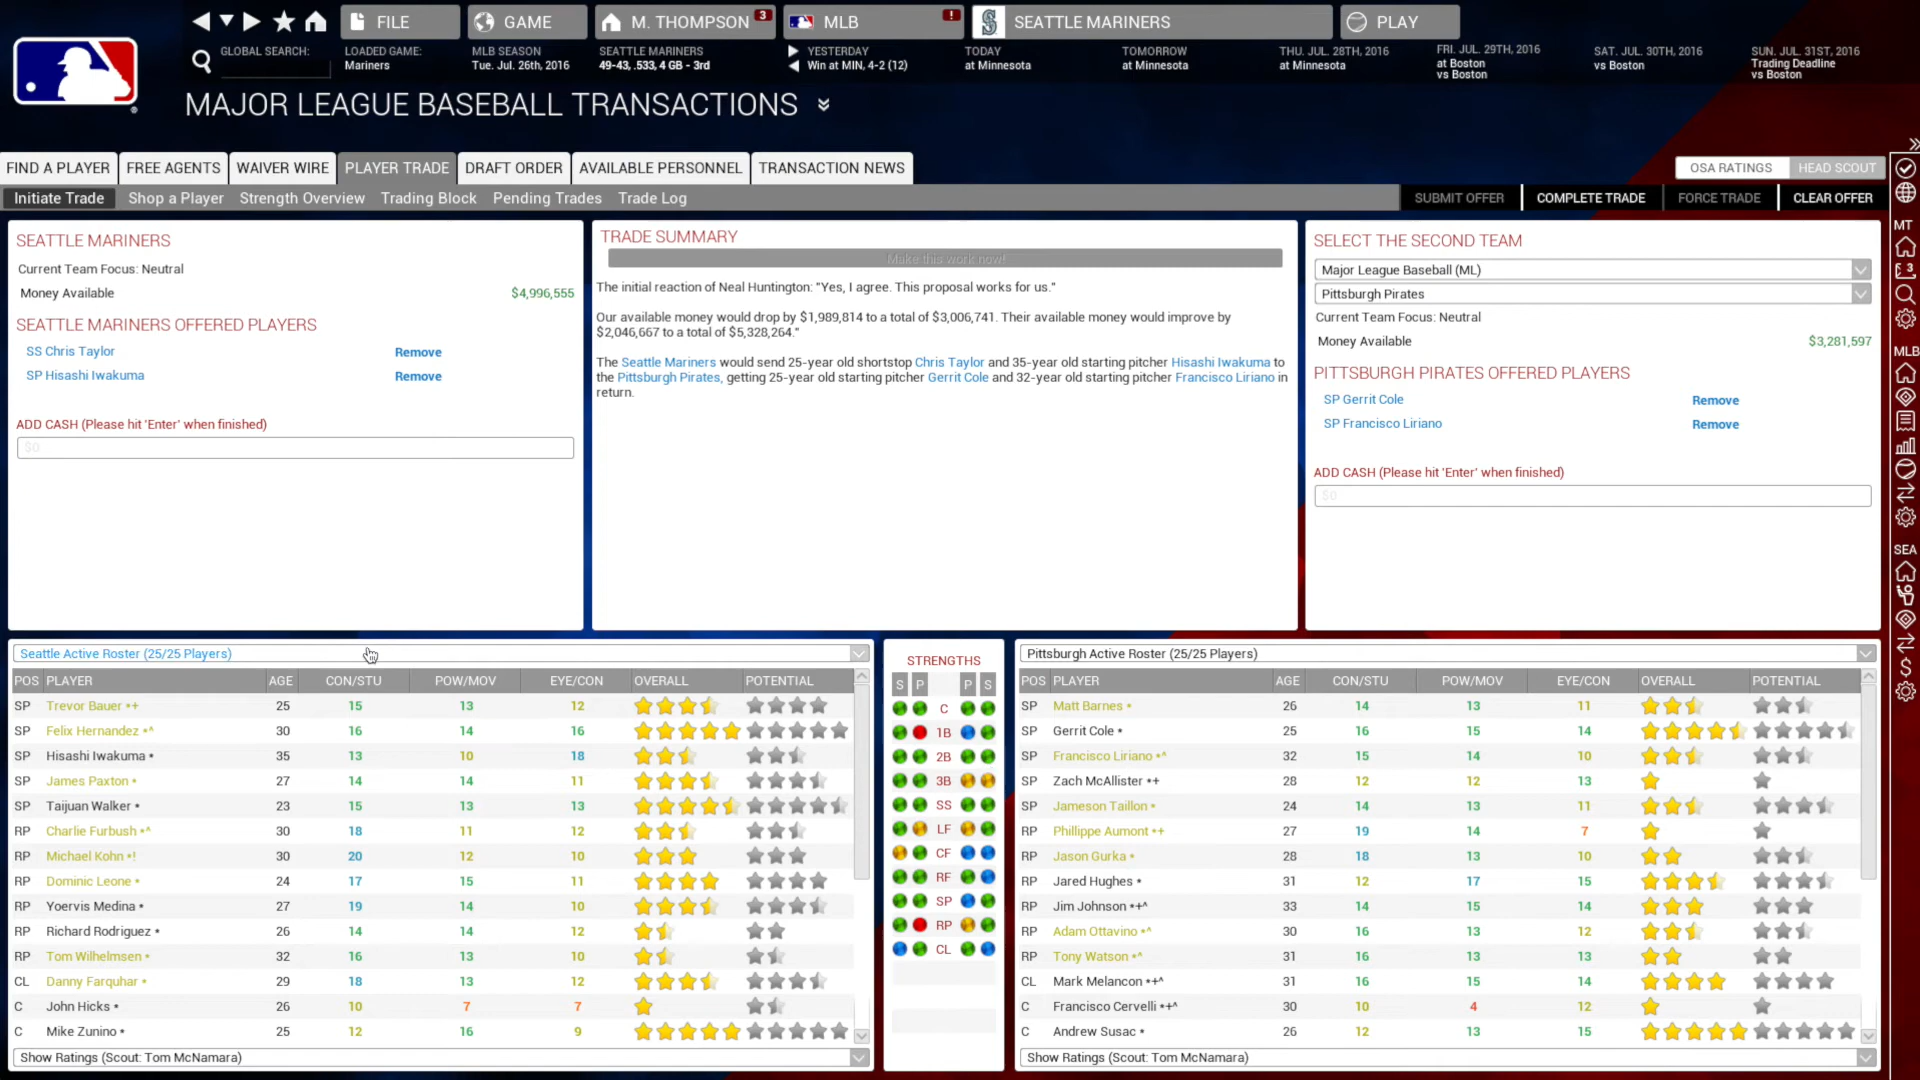 FILE
GAME
M. THOMPSON 3
MLB !
SEATTLE MARINERS
PLAY
GLOBAL SEARCH:
LOADED GAME:
Mariners
MLB SEASON
Tue. Jul. 26th, 2016
SEATTLE MARINERS
49-43, .533, 4 GB - 3rd
YESTERDAY
Win at MIN, 4-2 (12)
TODAY
at Minnesota
TOMORROW
at Minnesota
THU. JUL. 28TH, 2016
at Minnesota
FRI. JUL. 29TH, 2016
at Boston
vs Boston
SAT. JUL. 30TH, 2016
vs Boston
SUN. JUL. 31ST, 2016
Trading Deadline
vs Boston
MAJOR LEAGUE BASEBALL TRANSACTIONS
FIND A PLAYER
FREE AGENTS
WAIVER WIRE
PLAYER TRADE
DRAFT ORDER
AVAILABLE PERSONNEL
TRANSACTION NEWS
OSA RATINGS
HEAD SCOUT
Initiate Trade
Shop a Player
Strength Overview
Trading Block
Pending Trades
Trade Log
SUBMIT OFFER
COMPLETE TRADE
FORCE TRADE
CLEAR OFFER
SEATTLE MARINERS
Current Team Focus: Neutral
Money Available $4,996,555
SEATTLE MARINERS OFFERED PLAYERS
SS Chris Taylor Remove
SP Hisashi Iwakuma Remove
ADD CASH (Please hit 'Enter' when finished)
$0
TRADE SUMMARY
Make this work now!
The initial reaction of Neal Huntington: "Yes, I agree. This proposal works for us."
Our available money would drop by $1,989,814 to a total of $3,006,741. Their available money would improve by
$2,046,667 to a total of $5,328,264."
The Seattle Mariners would send 25-year old shortstop Chris Taylor and 35-year old starting pitcher Hisashi Iwakuma to
the Pittsburgh Pirates, getting 25-year old starting pitcher Gerrit Cole and 32-year old starting pitcher Francisco Liriano in
return.
SELECT THE SECOND TEAM
Major League Baseball (ML)
Pittsburgh Pirates
Current Team Focus: Neutral
Money Available $3,281,597
PITTSBURGH PIRATES OFFERED PLAYERS
SP Gerrit Cole Remove
SP Francisco Liriano Remove
ADD CASH (Please hit 'Enter' when finished)
$0
MT
3
MLB
SEA
$
Seattle Active Roster (25/25 Players)
POS PLAYER AGE CON/STU POW/MOV EYE/CON OVERALL POTENTIAL
SP Trevor Bauer *+ 25 15 13 12
SP Felix Hernandez *^ 30 16 14 16
SP Hisashi Iwakuma * 35 13 10 18
SP James Paxton * 27 14 14 11
SP Taijuan Walker * 23 15 13 13
RP Charlie Furbush *^ 30 18 11 12
RP Michael Kohn *! 30 20 12 10
RP Dominic Leone * 24 17 15 11
RP Yoervis Medina * 27 19 14 10
RP Richard Rodriguez * 26 14 14 12
RP Tom Wilhelmsen * 32 16 13 10
CL Danny Farquhar * 29 18 13 12
C John Hicks * 26 10 7 7
C Mike Zunino * 25 12 16 9
Show Ratings (Scout: Tom McNamara)
STRENGTHS
S P P S
C
1B
2B
3B
SS
LF
CF
RF
SP
RP
CL
Pittsburgh Active Roster (25/25 Players)
POS PLAYER AGE CON/STU POW/MOV EYE/CON OVERALL POTENTIAL
SP Matt Barnes * 26 14 13 11
SP Gerrit Cole * 25 16 15 14
SP Francisco Liriano *^ 32 15 14 10
SP Zach McAllister *+ 28 12 12 13
SP Jameson Taillon * 24 14 13 11
RP Phillippe Aumont *+ 27 19 14 7
RP Jason Gurka * 28 18 13 10
RP Jared Hughes * 31 12 17 15
RP Jim Johnson *+^ 33 14 15 14
RP Adam Ottavino *^ 30 16 13 12
RP Tony Watson *^ 31 16 13 13
CL Mark Melancon *+^ 31 16 15 14
C Francisco Cervelli *+^ 30 10 4 12
C Andrew Susac * 26 12 13 15
Show Ratings (Scout: Tom McNamara)